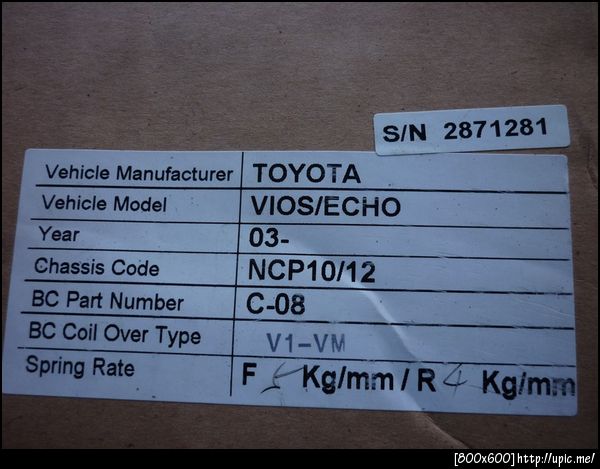 S/N 2871281
Vehicle Manufacturer TOYOTA
Vehicle Model VIOS/ECHO
Year 03-
Chassis Code NCP10/12
BC Part Number C-08
BC Coil Over Type V1-VM
Spring Rate F Kg/mm / R 4 Kg/mm
[800x600]http://upic.me/